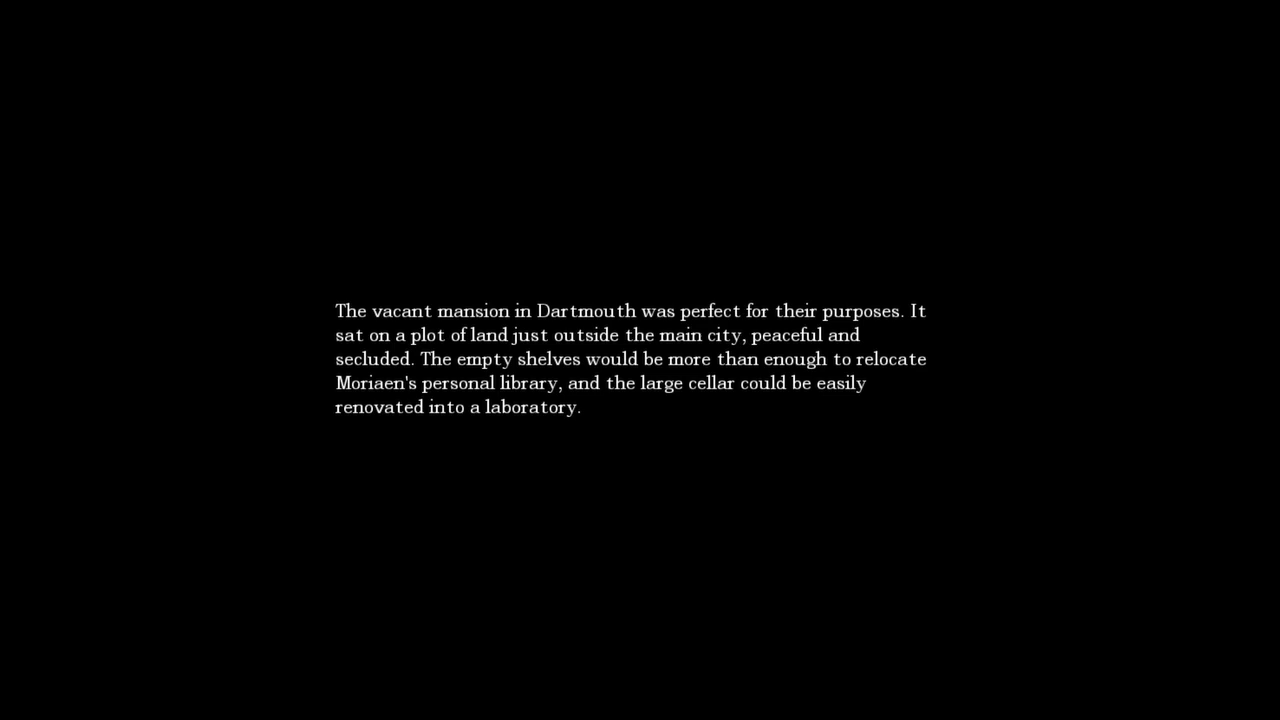 The vacant mansion in Dartmouth was perfect for their purposes. It
sat on a plot of land just outside the main city, peaceful and
secluded. The empty shelves would be more than enough to relocate
Moriaen's personal library, and the large cellar could be easily
renovated into a laboratory.